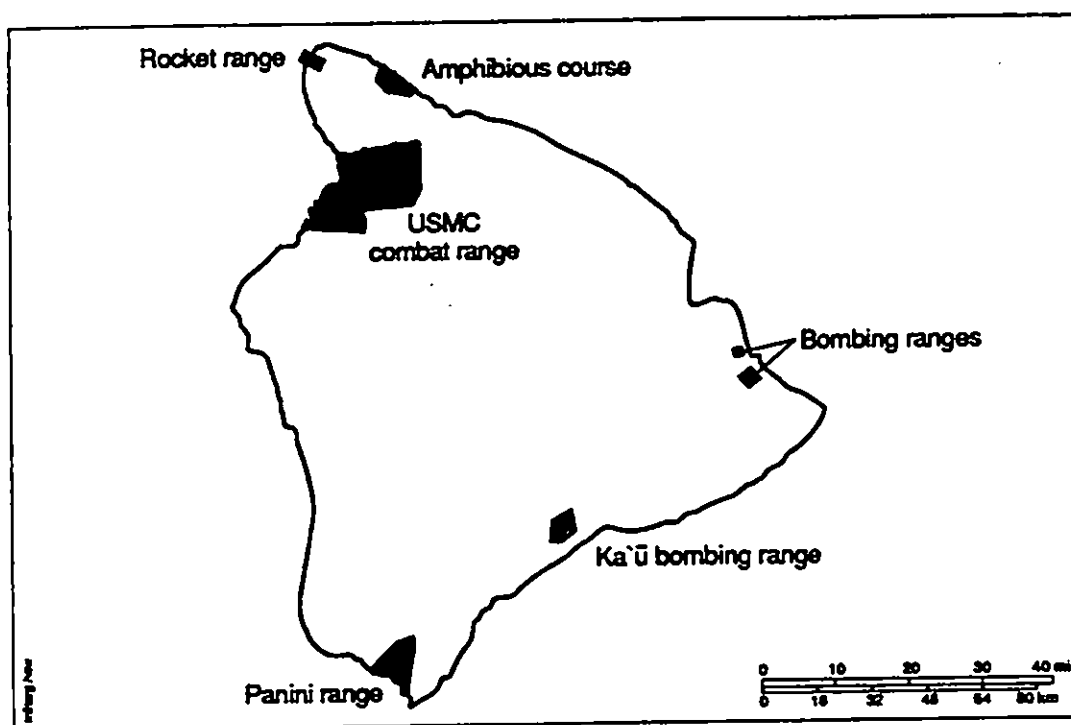 Rocket range
Amphibious course
USMC
combat range
Bombing ranges
Ka`ū bombing range
Panini range
0 10 20 30 40 mi
0 16 32 48 64 80 km